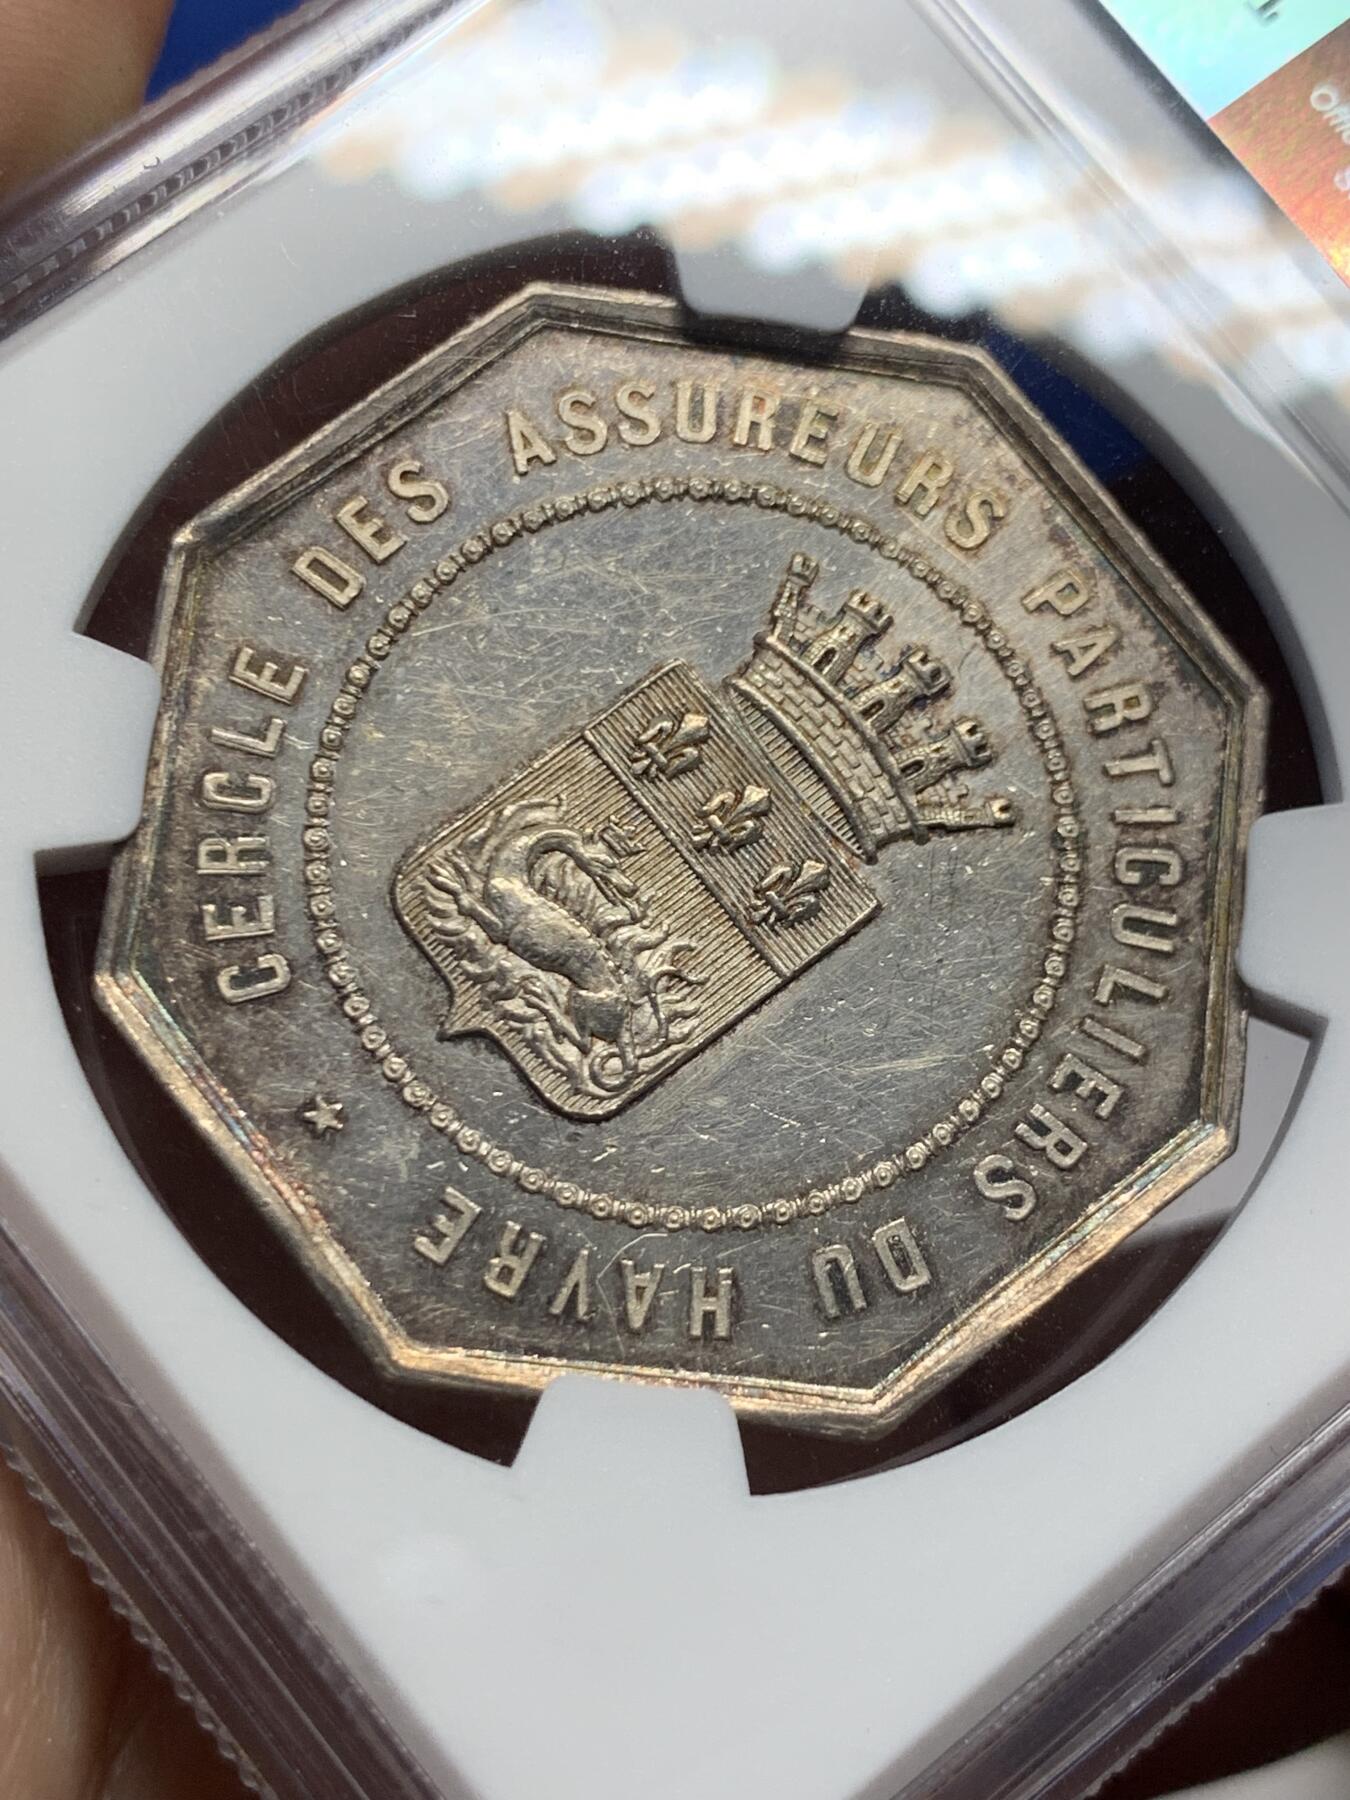 CERCLE DES ASSUREURS PARTICULIERS DU HAVRE ★